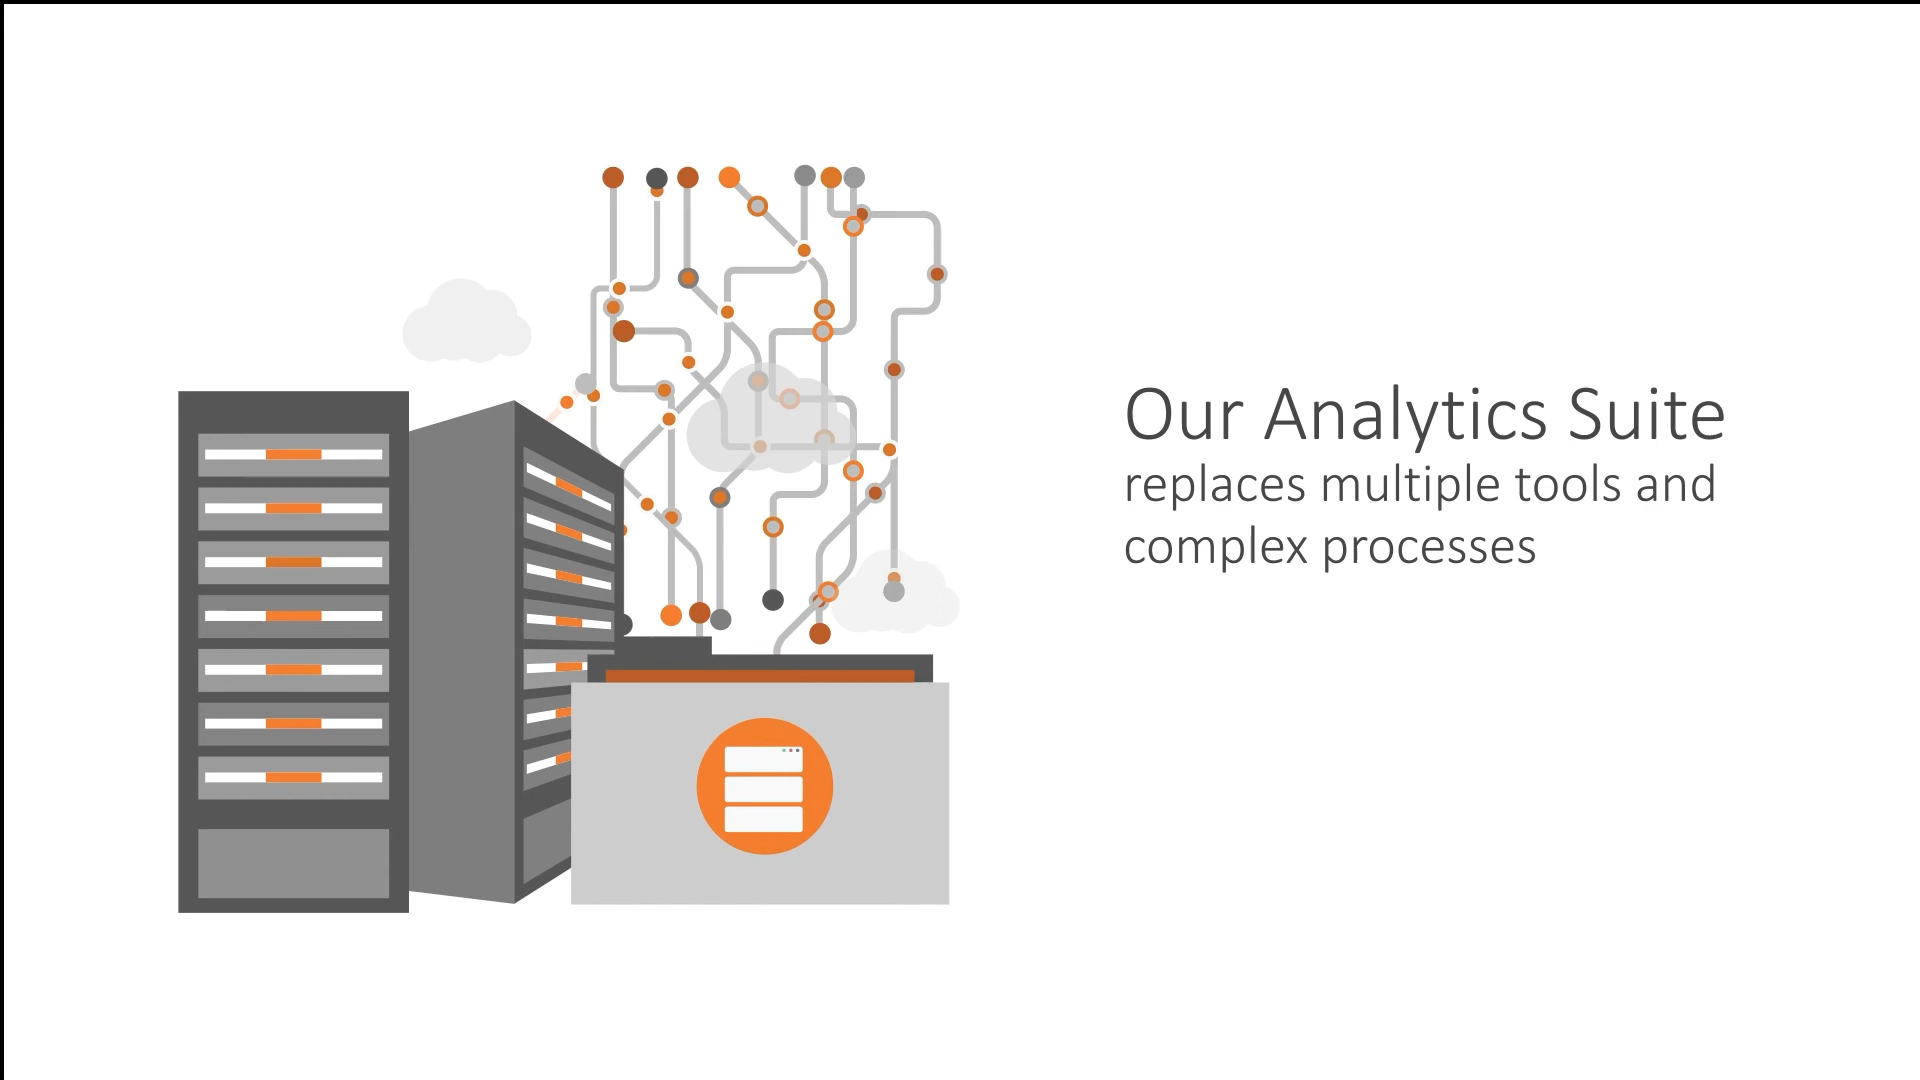 Our Analytics Suite
replaces multiple tools and
complex processes